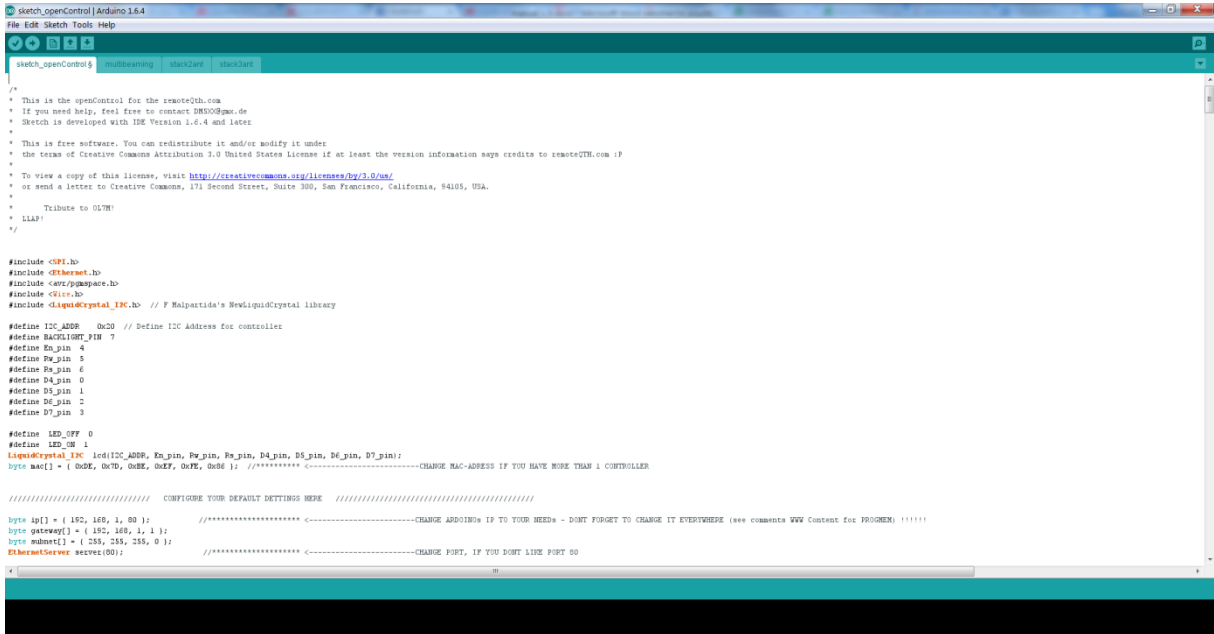 sketch_openControl | Arduino 1.6.4
File Edit Sketch Tools Help
sketch_openControl § multibeaming stack2ant stack3ant
/*
* This is the openControl for the remoteQth.com
* If you need help, feel free to contact DM5XX@gmx.de
* Sketch is developed with IDE Version 1.6.4 and later
*
* This is free software. You can redistribute it and/or modify it under
* the terms of Creative Commons Attribution 3.0 United States License if at least the version information says credits to remoteQTH.com :P
*
* To view a copy of this license, visit http://creativecommons.org/licenses/by/3.0/us/
* or send a letter to Creative Commons, 171 Second Street, Suite 300, San Francisco, California, 94105, USA.
*
* Tribute to OL7M!
* LLAP!
*/
#include <SPI.h>
#include <Ethernet.h>
#include <avr/pgmspace.h>
#include <Wire.h>
#include <LiquidCrystal_I2C.h> // F Malpartida's NewLiquidCrystal library
#define I2C_ADDR 0x20 // Define I2C Address for controller
#define BACKLIGHT_PIN 7
#define En_pin 4
#define Rw_pin 5
#define Rs_pin 6
#define D4_pin 0
#define D5_pin 1
#define D6_pin 2
#define D7_pin 3
#define LED_OFF 0
#define LED_ON 1
LiquidCrystal_I2C lcd(I2C_ADDR, En_pin, Rw_pin, Rs_pin, D4_pin, D5_pin, D6_pin, D7_pin);
byte mac[] = { 0xDE, 0x7D, 0xBE, 0xEF, 0xFE, 0x86 }; //********** <-------------------------CHANGE MAC-ADRESS IF YOU HAVE MORE THAN 1 CONTROLLER
//////////////////////////////// CONFIGURE YOUR DEFAULT DETTINGS HERE /////////////////////////////////////////////
byte ip[] = { 192, 168, 1, 80 }; //********************* <------------------------CHANGE ARDOINOs IP TO YOUR NEEDs - DONT FORGET TO CHANGE IT EVERYWHERE (see comments WWW Content for PROGMEM) !!!!!!
byte gateway[] = { 192, 168, 1, 1 };
byte subnet[] = { 255, 255, 255, 0 };
EthernetServer server(80); //********************* <------------------------CHANGE PORT, IF YOU DONT LIKE PORT 80